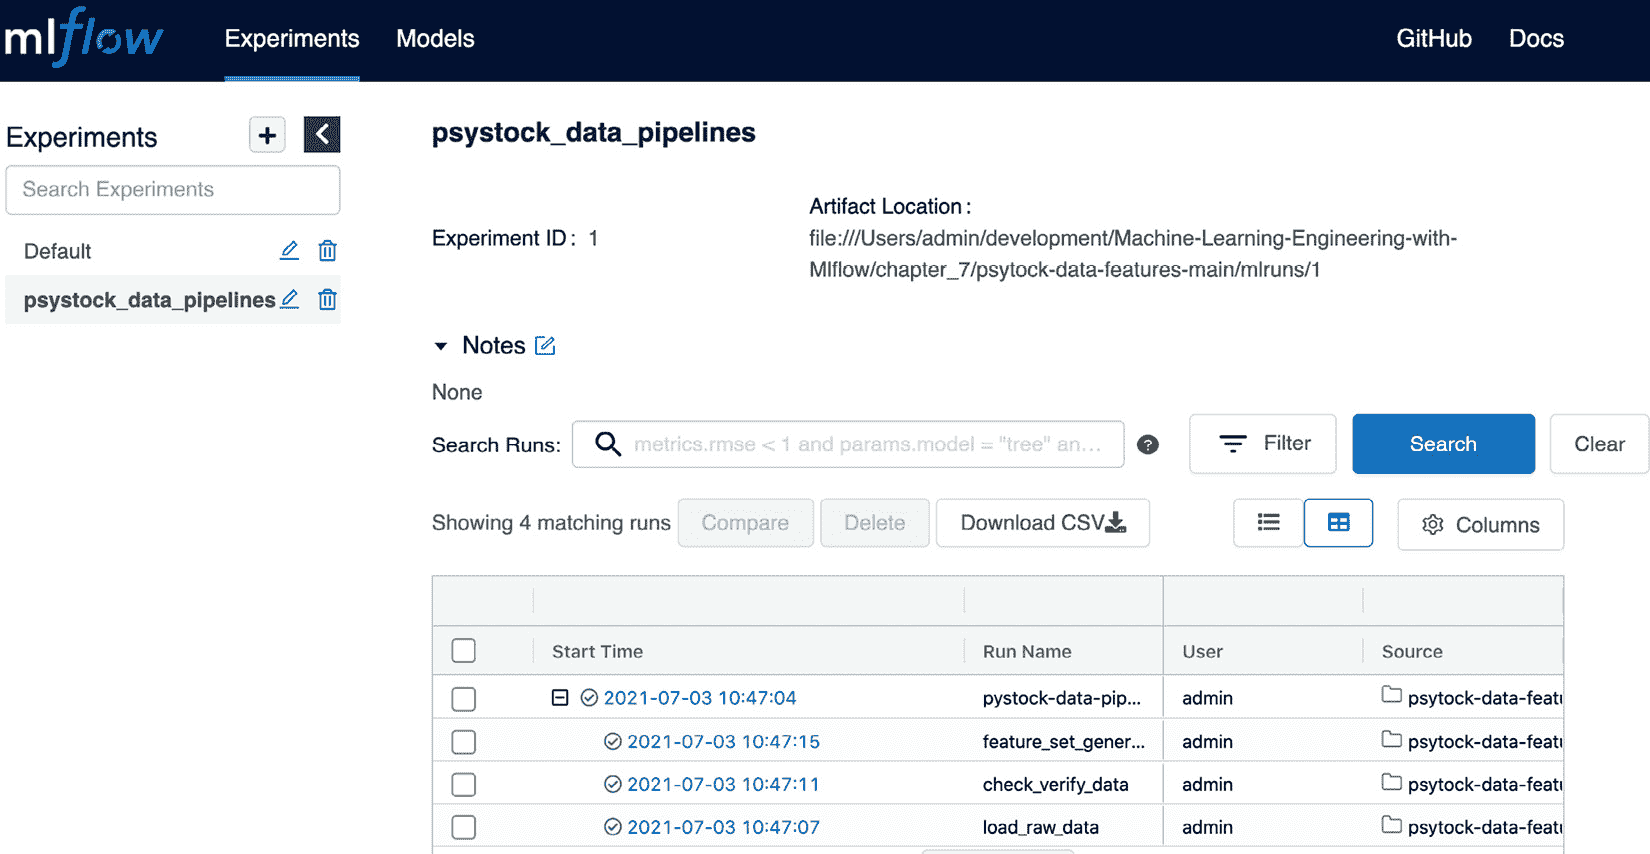 mlflow Experiments Models GitHub Docs
Experiments
Search Experiments
Default
psystock_data_pipelines
psystock_data_pipelines
Experiment ID: 1
Artifact Location:
file:///Users/admin/development/Machine-Learning-Engineering-with-
Mlflow/chapter_7/psytock-data-features-main/mlruns/1
Notes
None
Search Runs: metrics.rmse < 1 and params.model = "tree" an... ? Filter Search Clear
Showing 4 matching runs Compare Delete Download CSV Columns
Start Time Run Name User Source
2021-07-03 10:47:04 pystock-data-pip... admin psytock-data-featu
2021-07-03 10:47:15 feature_set_gener... admin psytock-data-featu
2021-07-03 10:47:11 check_verify_data admin psytock-data-featu
2021-07-03 10:47:07 load_raw_data admin psytock-data-featu